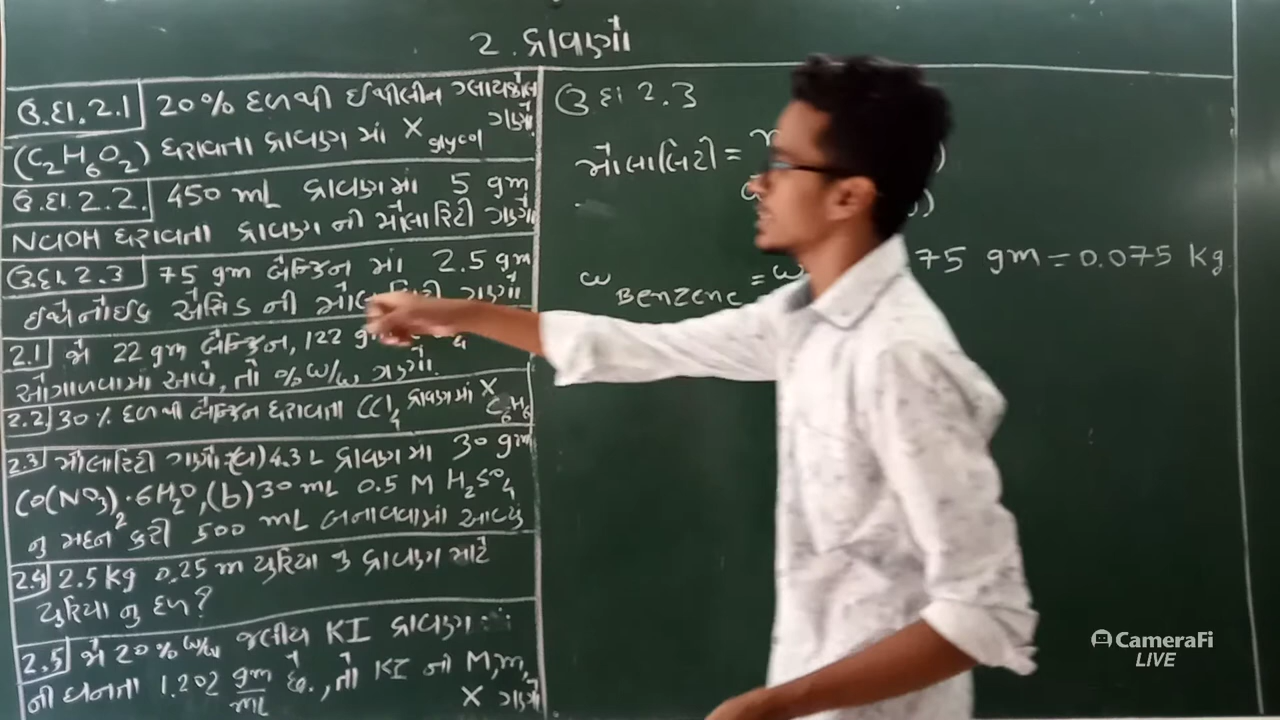 2. દ્રાવણો
ઉ.દા.2.1 20% દળથી ઈથીલીન ગ્લાયકોલ
(C2H6O2) ધરાવતા દ્રાવણ માં X glycol ગણો
ઉ.દા.2.2. 450 mL દ્રાવણમાં 5 gm
NaOH ધરાવતા દ્રાવણ ની મોલારિટી ગણો
ઉ.દા.2.3 75 gm બેન્ઝિન માં 2.5 gm
ઈથેનોઈક એસિડ ની ગણો
2.1 જો 22 gm બેન્ઝિન, 122 4
ઓગાળવામાં આવે, તો % w/w ગણો.
2.2 30% દળથી બેન્ઝિન ધરાવતા CCl4 દ્રાવણમાં X C6H6
2.3 મોલારિટી ગણો (a) 4.3 L દ્રાવણ માં 30 gm
Co(NO3)2.6H2O, (b) 30 mL 0.5 M H2SO4
નુ મંદન કરી 500 mL બનાવવામાં આવ્યું
2.4 2.5 kg 0.25 m યુરિયા નુ દ્રાવણ માટે
યુરિયા નુ દળ?
2.5 જો 20% w/w જલીય KI દ્રાવણ
ની ઘનતા 1.202 gm/mL છે., તો KI ની M, m,
X ગણો
ઉ દા 2.3
મોલાલિટી =
w Benzene = w 75 gm = 0.075 Kg
CameraFi
LIVE